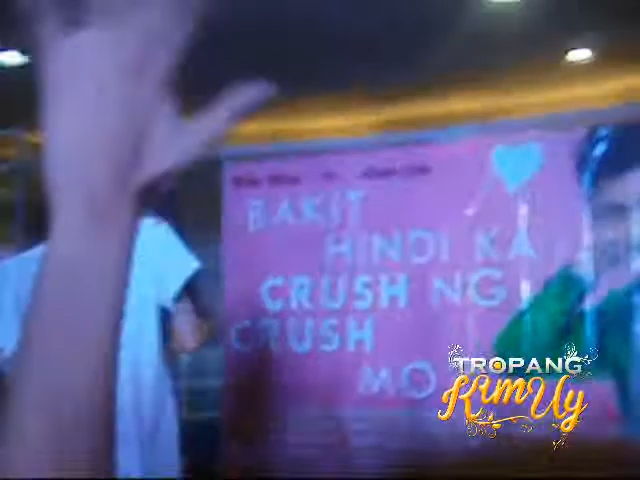 BAKIT
HINDI KA
CRUSH NG
CRUSH
MO
TROPANG
KimUy